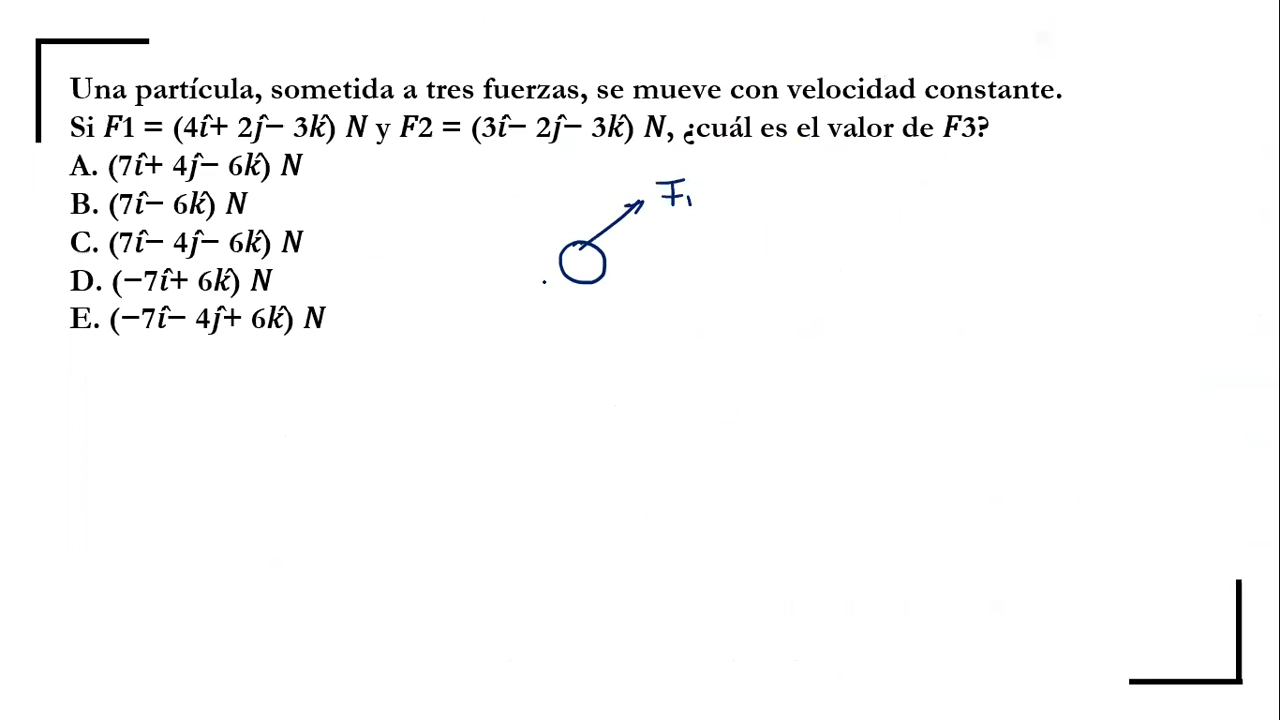 Una partícula, sometida a tres fuerzas, se mueve con velocidad constante.
Si F1 = (4î+ 2ĵ− 3k̂) N y F2 = (3î− 2ĵ− 3k̂) N, ¿cuál es el valor de F3?
A. (7î+ 4ĵ− 6k̂) N
B. (7î− 6k̂) N
C. (7î− 4ĵ− 6k̂) N
D. (−7î+ 6k̂) N
E. (−7î− 4ĵ+ 6k̂) N
F₁